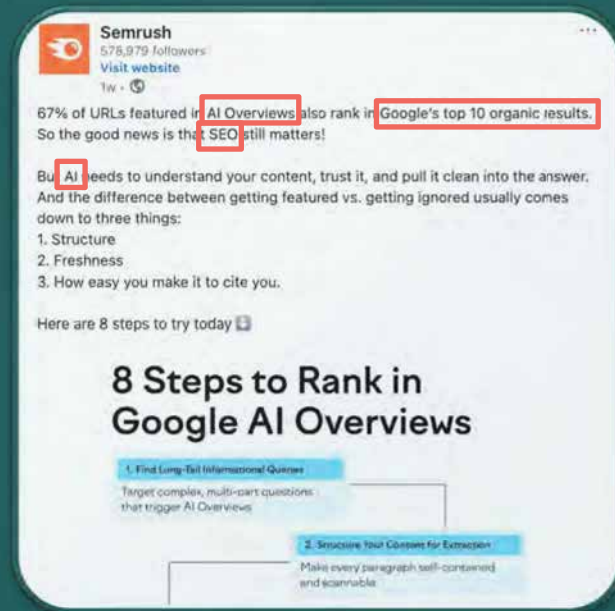 Semrush
578,979 followers
Visit website
1w •
67% of URLs featured in AI Overviews also rank in Google's top 10 organic results.
So the good news is that SEO still matters!
But AI needs to understand your content, trust it, and pull it clean into the answer.
And the difference between getting featured vs. getting ignored usually comes
down to three things:
1. Structure
2. Freshness
3. How easy you make it to cite you.
Here are 8 steps to try today ⬇️
8 Steps to Rank in
Google AI Overviews
1. Find Long-Tail Informational Queries
Target complex, multi-part questions
that trigger AI Overviews
2. Structure Your Content for Extraction
Make every paragraph self-contained
and scannable